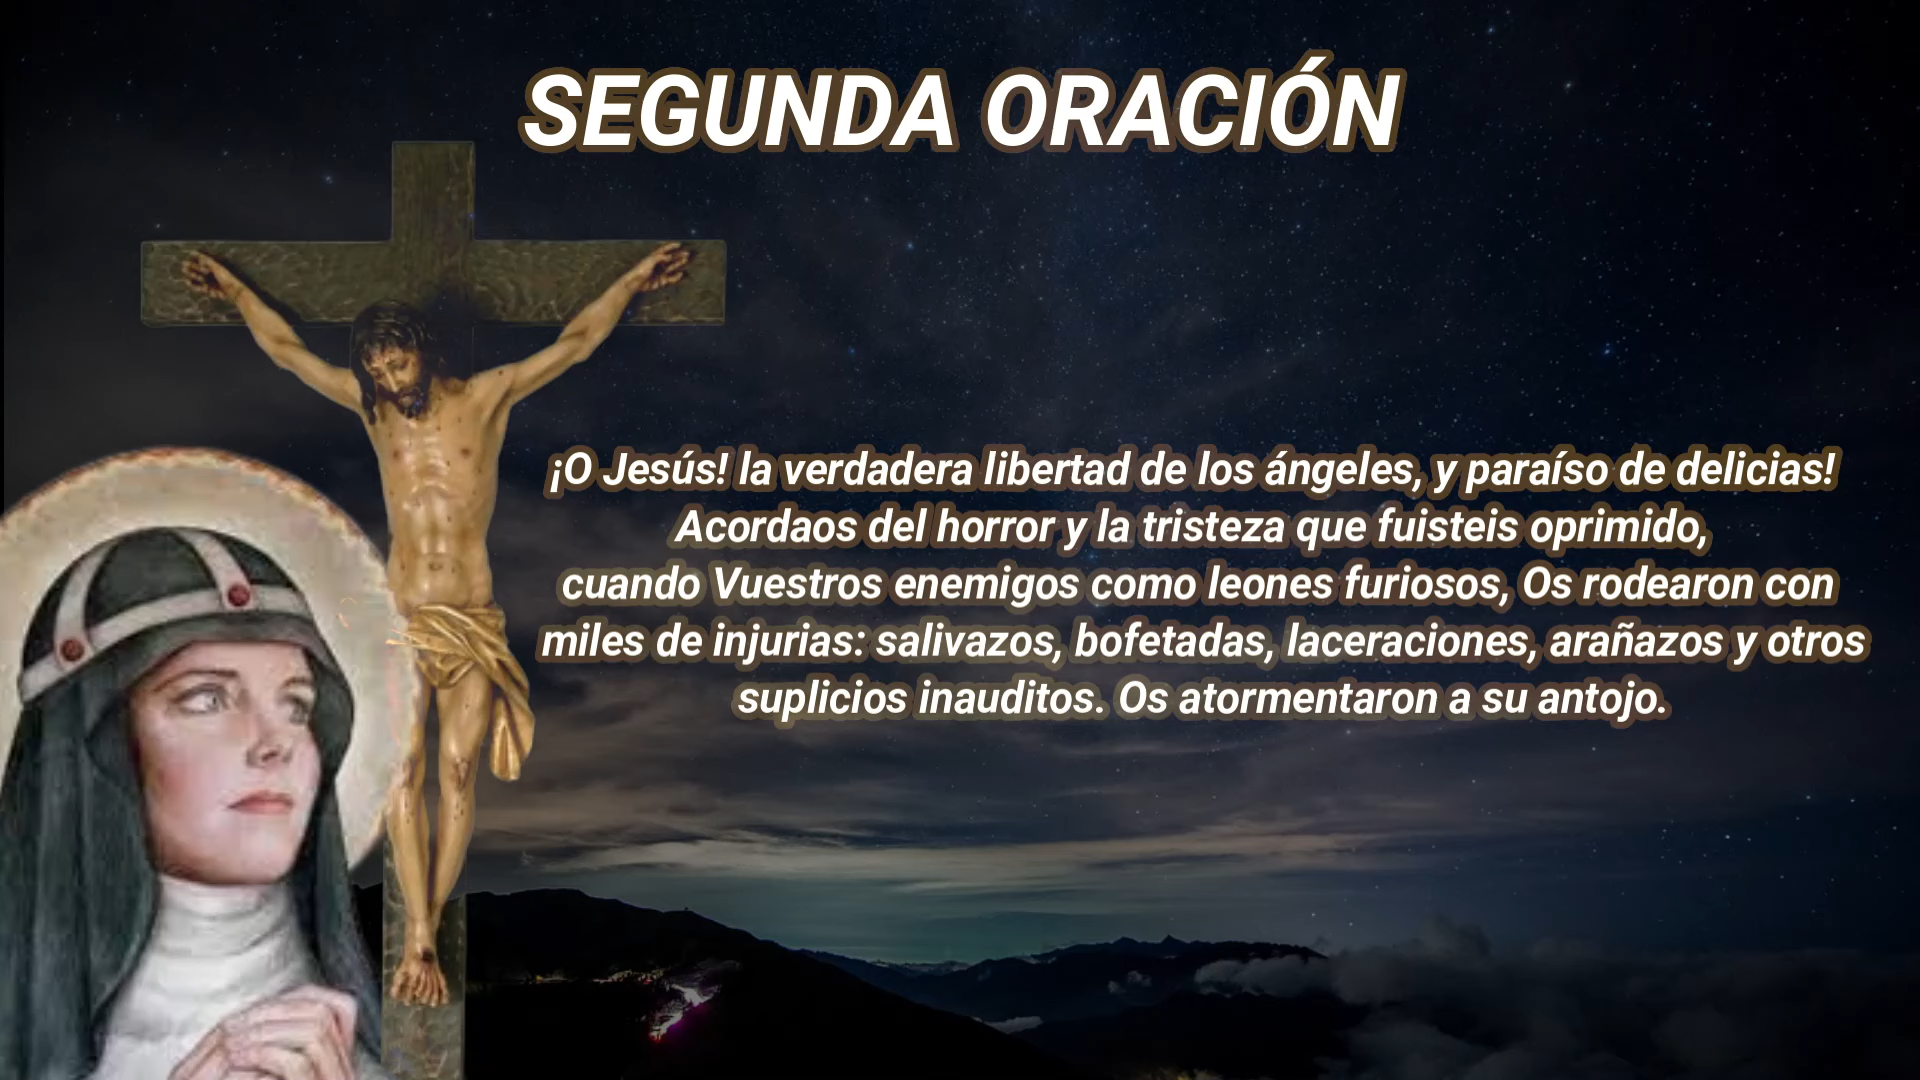 SEGUNDA ORACIÓN
¡O Jesús! la verdadera libertad de los ángeles, y paraíso de delicias!
Acordaos del horror y la tristeza que fuisteis oprimido,
cuando Vuestros enemigos como leones furiosos, Os rodearon con
miles de injurias: salivazos, bofetadas, laceraciones, arañazos y otros
suplicios inauditos. Os atormentaron a su antojo.